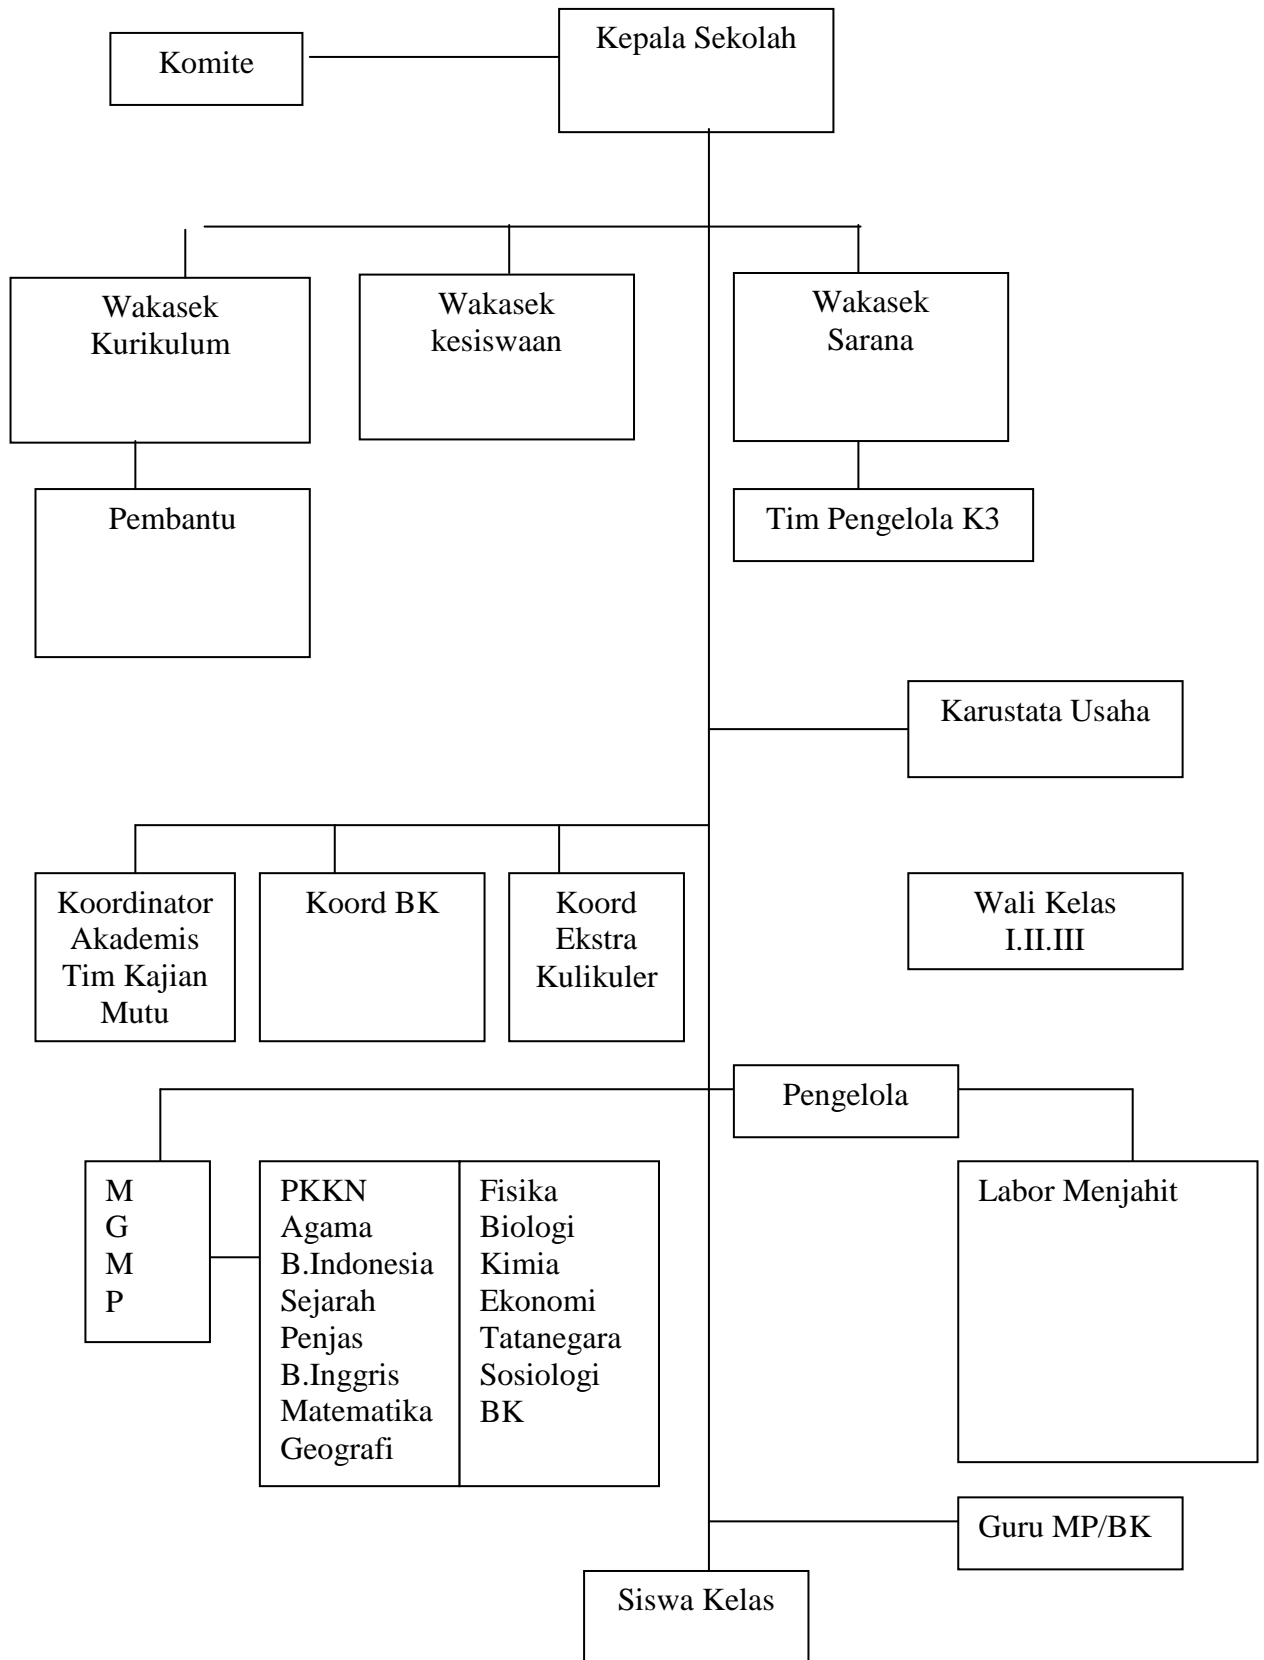 Kepala Sekolah
Komite
Wakasek
Kurikulum
Wakasek
kesiswaan
Wakasek
Sarana
Pembantu
Tim Pengelola K3
Karustata Usaha
Koordinator
Akademis
Tim Kajian
Mutu
Koord BK
Koord
Ekstra
Kulikuler
Wali Kelas
I.II.III
Pengelola
M
G
M
P
PKKN
Agama
B.Indonesia
Sejarah
Penjas
B.Inggris
Matematika
Geografi
Fisika
Biologi
Kimia
Ekonomi
Tatanegara
Sosiologi
BK
Labor Menjahit
Guru MP/BK
Siswa Kelas